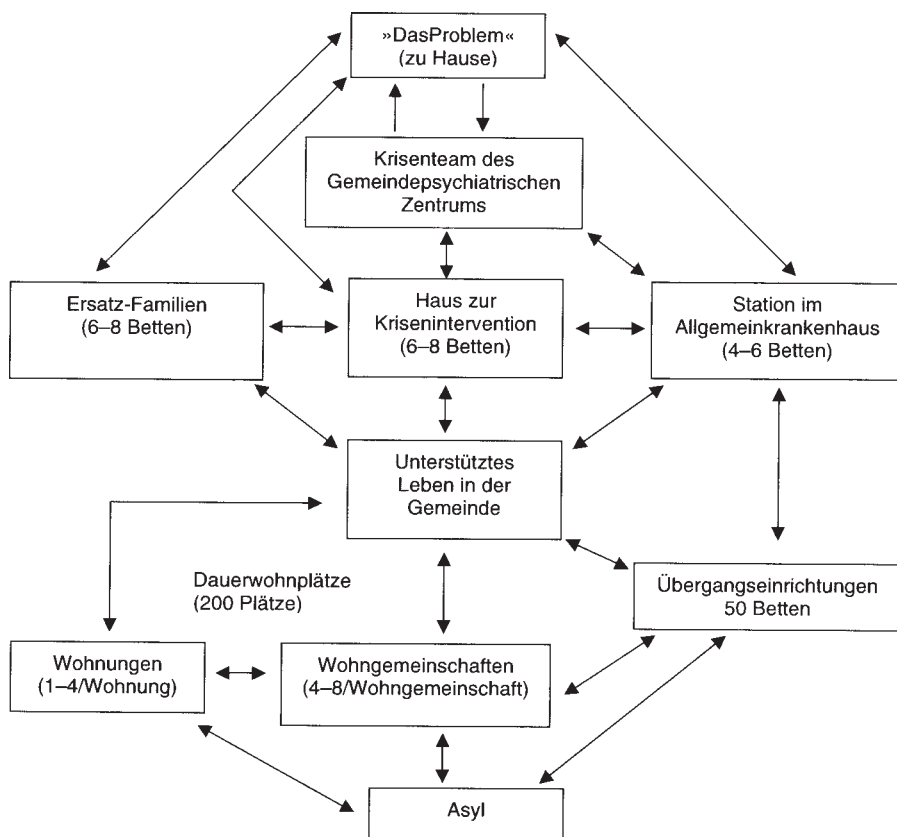 »DasProblem«
(zu Hause)
Krisenteam des
Gemeindepsychiatrischen
Zentrums
Ersatz-Familien
(6–8 Betten)
Haus zur
Krisenintervention
(6–8 Betten)
Station im
Allgemeinkrankenhaus
(4–6 Betten)
Unterstütztes
Leben in der
Gemeinde
Dauerwohnplätze
(200 Plätze)
Übergangseinrichtungen
50 Betten
Wohnungen
(1–4/Wohnung)
Wohngemeinschaften
(4–8/Wohngemeinschaft)
Asyl